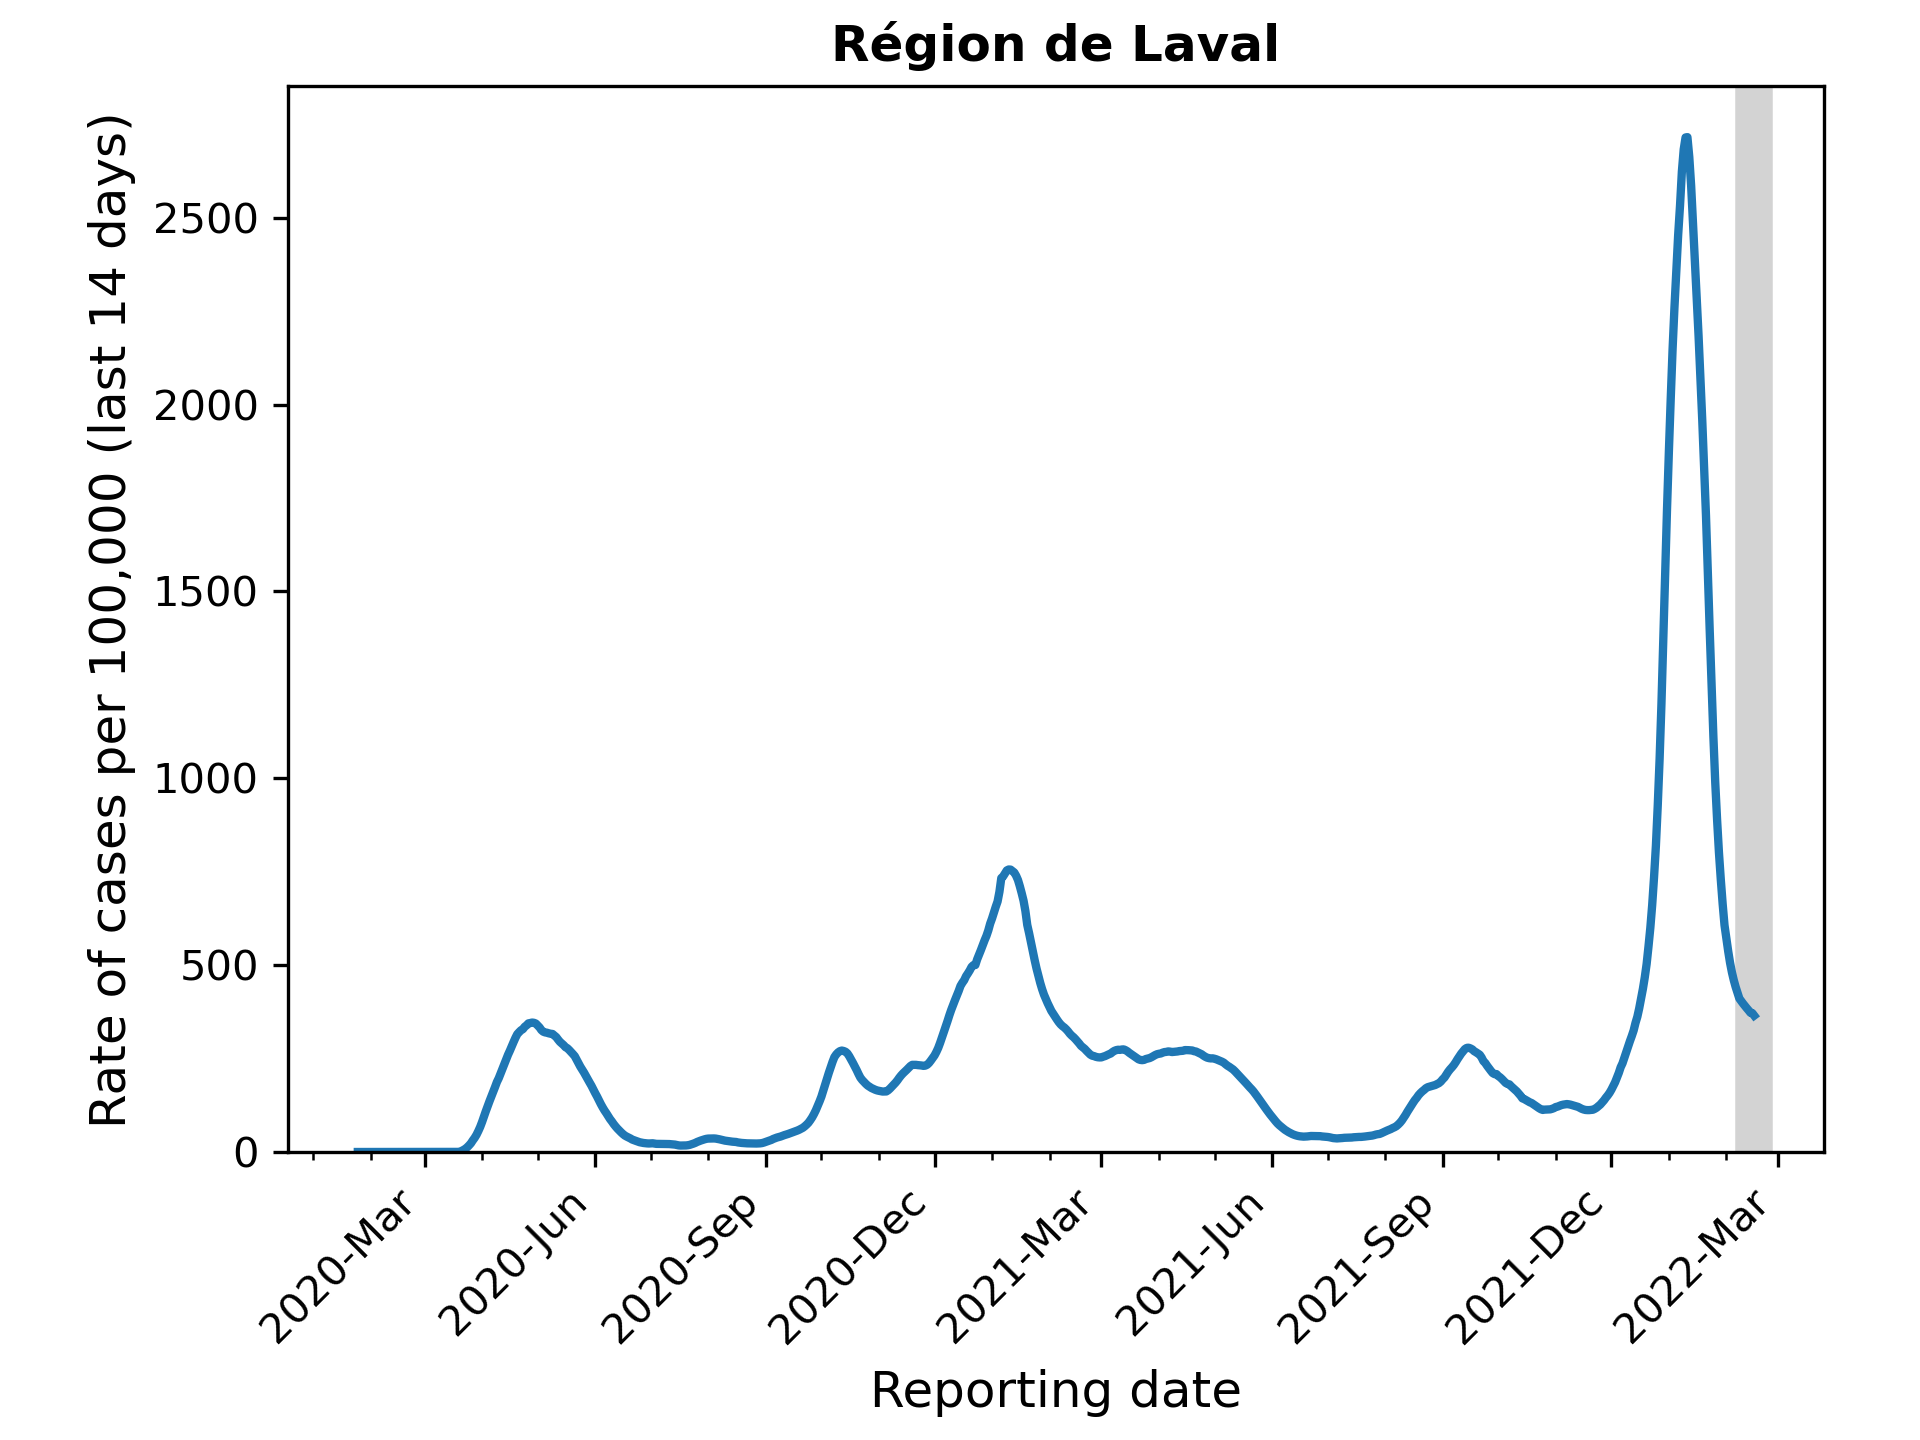 Région de Laval
Rate of cases per 100,000 (last 14 days)
2500
2000
1500
1000
500
0
2020-Mar
2020-Jun
2020-Sep
2020-Dec
2021-Mar
2021-Jun
2021-Sep
2021-Dec
2022-Mar
Reporting date